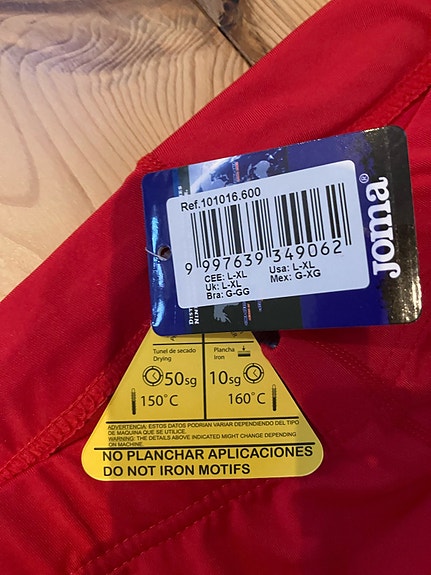 Ref.101016.600
9 997639 349062
CEE: L-XL
Uk: L-XL
Bra: G-GG
Usa: L-XL
Mex: G-XG
Joma®
Tunel de secado
Drying
50sg
150°C
Plancha
Iron
10sg
160°C
ADVERTENCIA: ESTOS DATOS PODRIAN VARIAR DEPENDIENDO DEL TIPO
DE MAQUINA QUE SE UTILICE.
WARNING: THE DETAILS ABOVE INDICATED MIGHT CHANGE DEPENDING
ON MACHINE
NO PLANCHAR APLICACIONES
DO NOT IRON MOTIFS